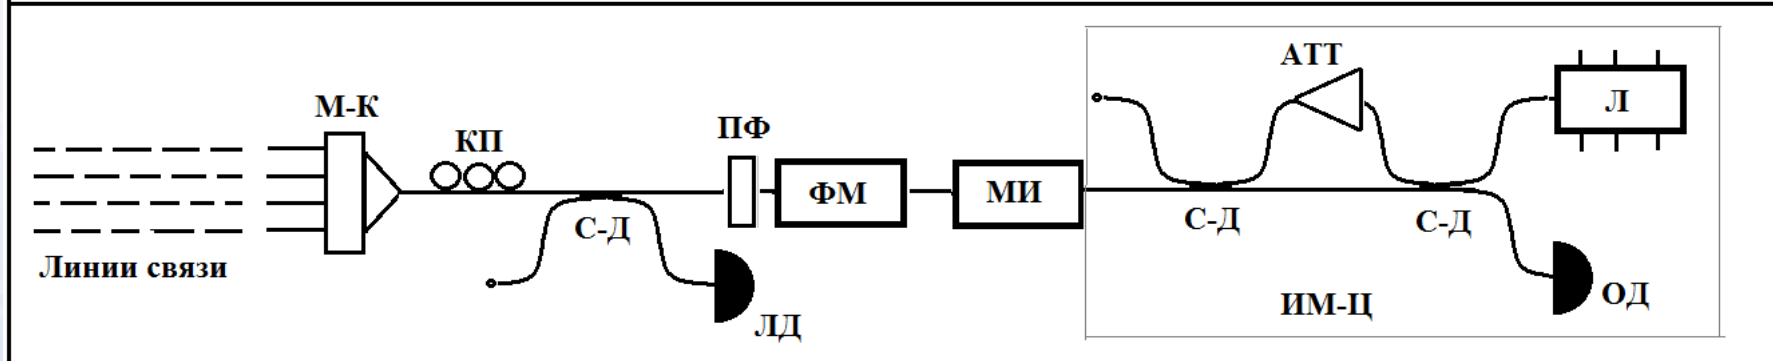 М-К
Линии связи
КП
С-Д
ЛД
ПФ
ФМ
МИ
С-Д
АТТ
С-Д
Л
ОД
ИМ-Ц